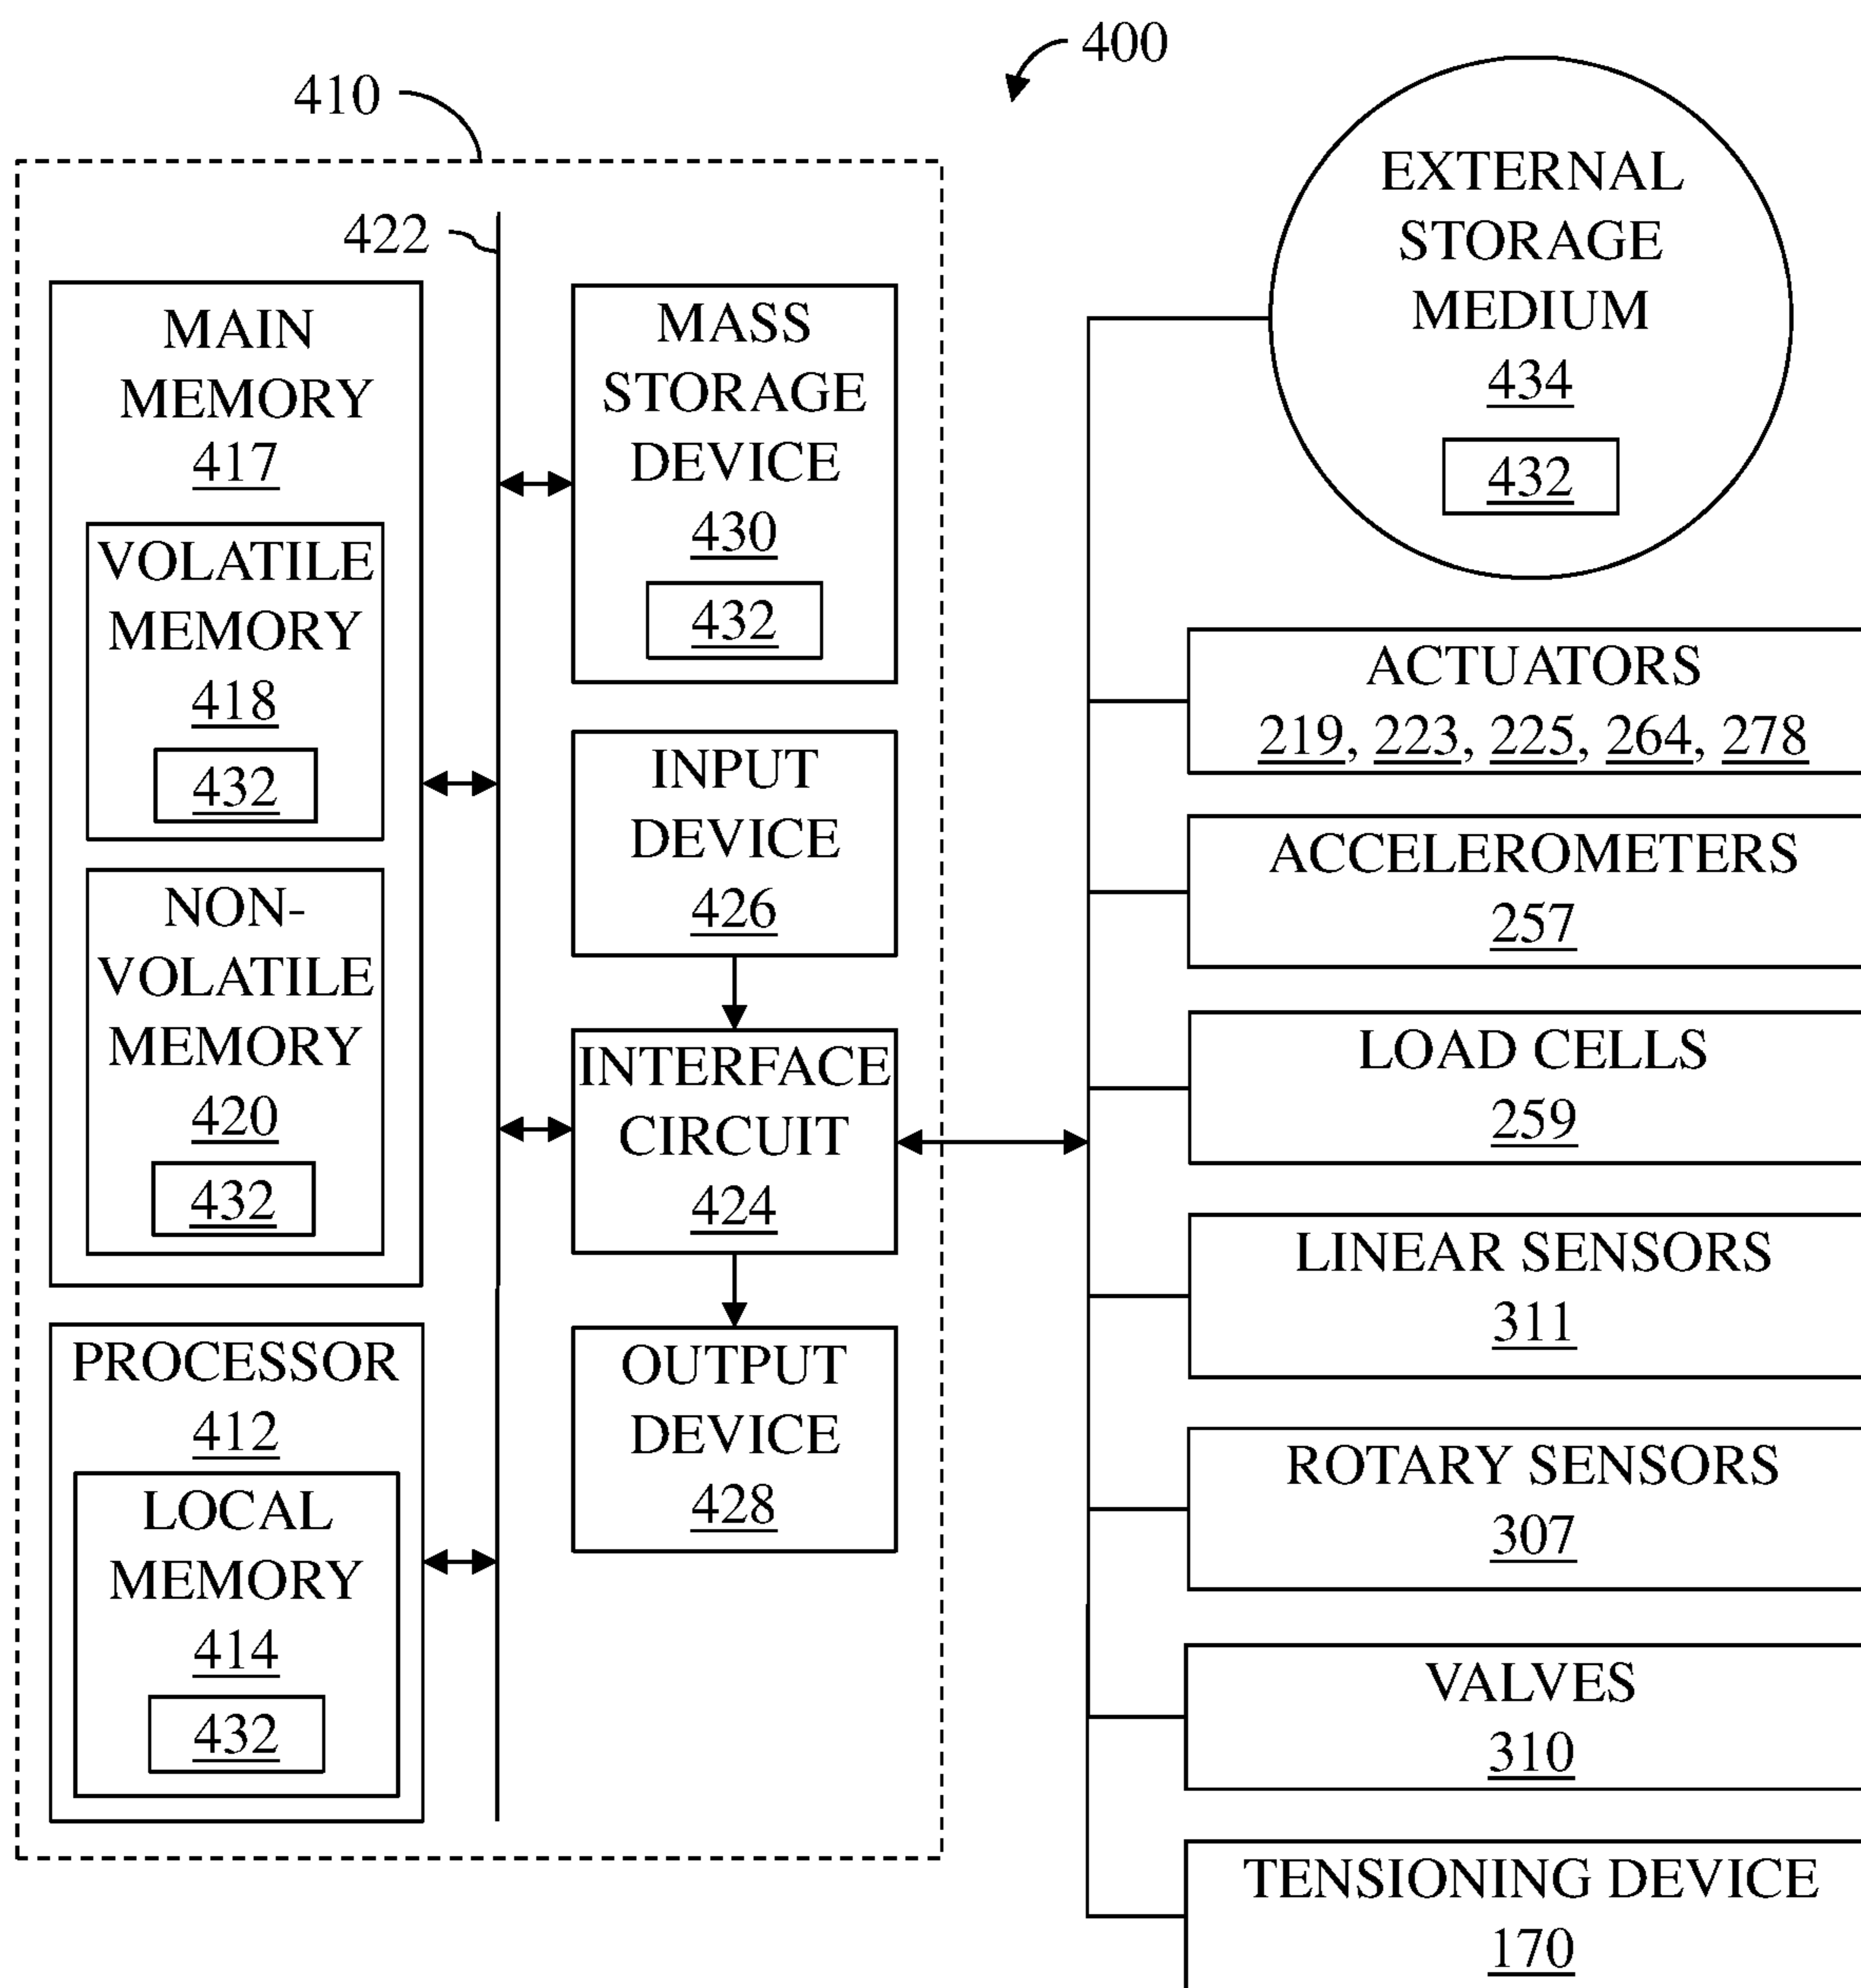 400
410
422
MAIN
MEMORY
417
VOLATILE
MEMORY
418
432
NON-
VOLATILE
MEMORY
420
432
PROCESSOR
412
LOCAL
MEMORY
414
432
MASS
STORAGE
DEVICE
430
432
INPUT
DEVICE
426
INTERFACE
CIRCUIT
424
OUTPUT
DEVICE
428
EXTERNAL
STORAGE
MEDIUM
434
432
ACTUATORS
219, 223, 225, 264, 278
ACCELEROMETERS
257
LOAD CELLS
259
LINEAR SENSORS
311
ROTARY SENSORS
307
VALVES
310
TENSIONING DEVICE
170